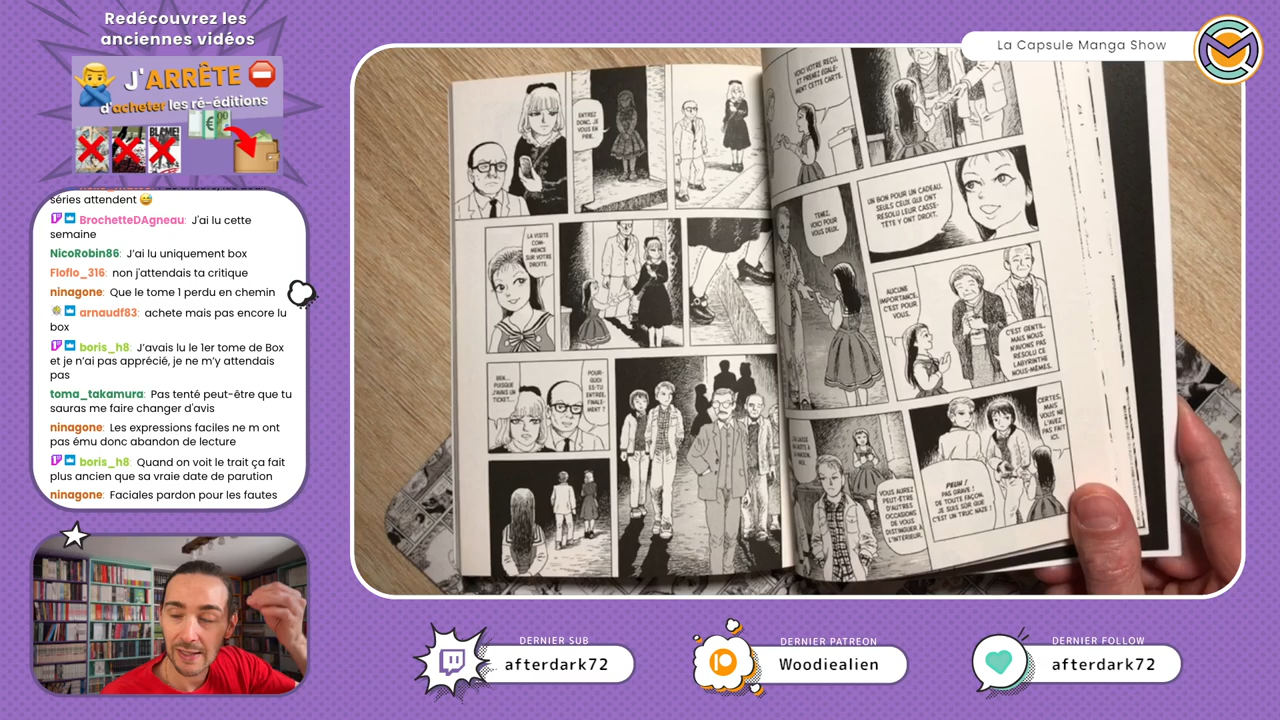 Redécouvrez les
anciennes vidéos
J'ARRÊTE
d'acheter les ré-éditions
BLAME!
séries attendent 😅
BrochetteDAgneau: J'ai lu cette
semaine
NicoRobin86: J'ai lu uniquement box
Floflo_316: non j'attendais ta critique
ninagone: Que le tome 1 perdu en chemin
arnaudf83: achete mais pas encore lu
box
boris_h8: J'avais lu le 1er tome de Box
et je n'ai pas apprécié, je ne m'y attendais
pas
toma_takamura: Pas tenté peut-être que tu
sauras me faire changer d'avis
ninagone: Les expressions faciles ne m ont
pas ému donc abandon de lecture
boris_h8: Quand on voit le trait ça fait
plus ancien que sa vraie date de parution
ninagone: Faciales pardon pour les fautes
La Capsule Manga Show
ENTREZ
DONC, JE
VOUS EN
PRIE.
LA VISITE
COM-
MENCE
SUR VOTRE
DROITE.
BEN...
PUISQUE
J'AVAIS UN
TICKET...
POUR-
QUOI
ES-TU
ENTRÉE,
FINALE-
MENT ?
VOICI VOTRE REÇU,
ET PRENEZ ÉGALE-
MENT CETTE CARTE.
UN BON POUR UN CADEAU.
SEULS CEUX QUI ONT
RÉSOLU LEUR CASSE-
TÊTE Y ONT DROIT.
TENEZ,
VOICI POUR
VOUS DEUX.
AUCUNE
IMPORTANCE,
C'EST POUR
VOUS.
C'EST GENTIL,
MAIS NOUS
N'AVONS PAS
RÉSOLU CE
LABYRINTHE
NOUS-MÊMES.
VOUS AUREZ
PEUT-ÊTRE
D'AUTRES
OCCASIONS
DE VOUS
DISTINGUER À
L'INTÉRIEUR.
CERTES,
MAIS
VOUS NE
L'AVEZ
PAS FAIT
ICI.
PEUH !
PAS GRAVE !
DE TOUTE FAÇON,
JE SUIS SÛR QUE
C'EST UN TRUC NAZE !
DERNIER SUB
afterdark72
DERNIER PATREON
Woodiealien
DERNIER FOLLOW
afterdark72